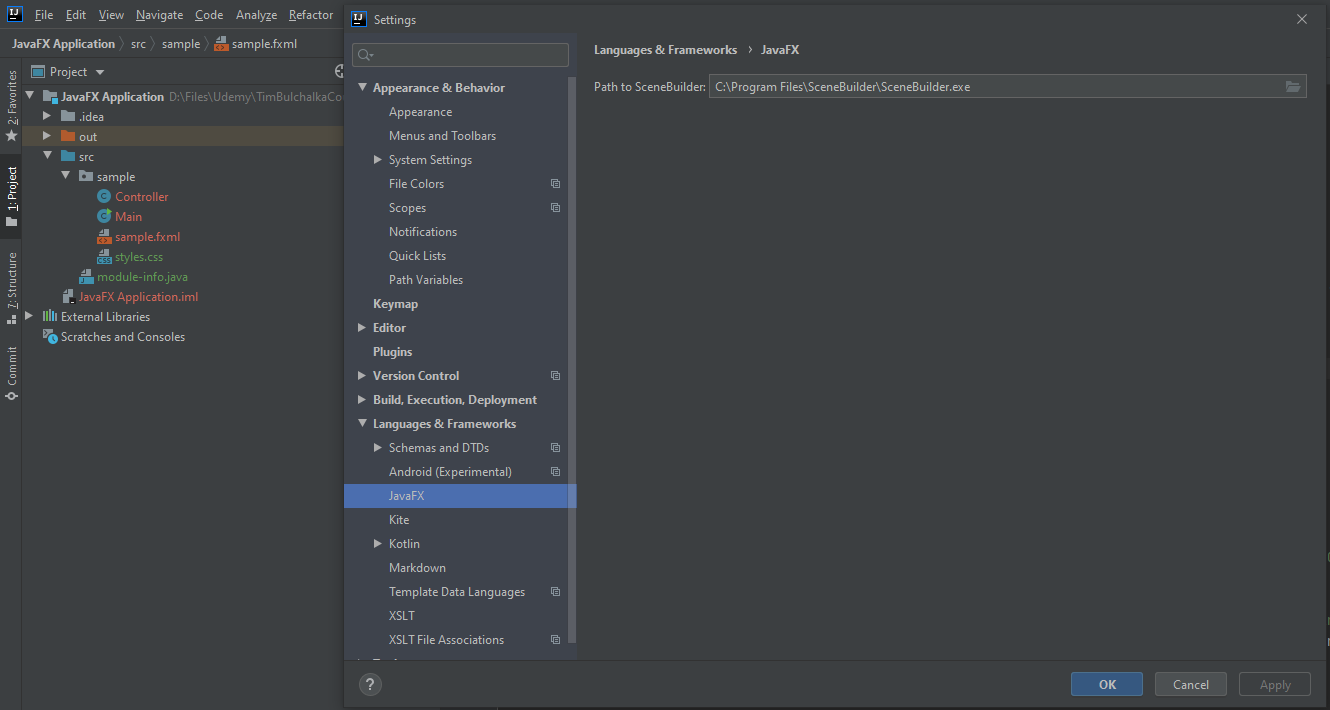 File Edit View Navigate Code Analyze Refactor
JavaFX Application src sample sample.fxml
2: Favorites
1: Project
7: Structure
Commit
Project
JavaFX Application D:\Files\Udemy\TimBulchalkaCo
.idea
out
src
sample
Controller
Main
sample.fxml
styles.css
module-info.java
JavaFX Application.iml
External Libraries
Scratches and Consoles
Settings
Appearance & Behavior
Appearance
Menus and Toolbars
System Settings
File Colors
Scopes
Notifications
Quick Lists
Path Variables
Keymap
Editor
Plugins
Version Control
Build, Execution, Deployment
Languages & Frameworks
Schemas and DTDs
Android (Experimental)
JavaFX
Kite
Kotlin
Markdown
Template Data Languages
XSLT
XSLT File Associations
Languages & Frameworks › JavaFX
Path to SceneBuilder: C:\Program Files\SceneBuilder\SceneBuilder.exe
?
OK Cancel Apply